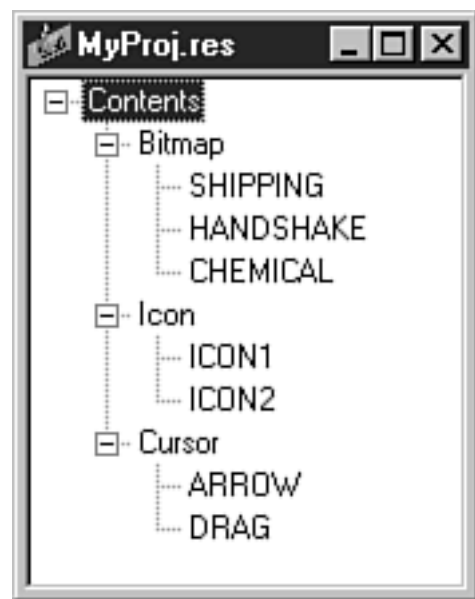 MyProj.res
Contents
Bitmap
SHIPPING
HANDSHAKE
CHEMICAL
Icon
ICON1
ICON2
Cursor
ARROW
DRAG